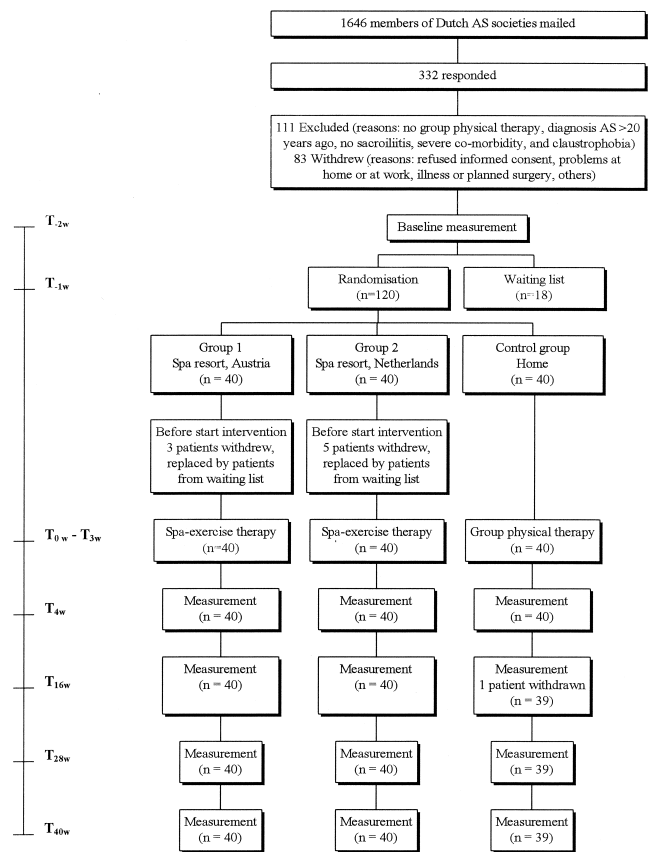 1646 members of Dutch AS societies mailed
332 responded
111 Excluded (reasons: no group physical therapy, diagnosis AS >20
years ago, no sacroiliitis, severe co-morbidity, and claustrophobia)
83 Withdrew (reasons: refused informed consent, problems at
home or at work, illness or planned surgery, others)
T-2w
Baseline measurement
T-1w
Randomisation
(n=120)
Waiting list
(n=18)
Group 1
Spa resort, Austria
(n = 40)
Group 2
Spa resort, Netherlands
(n = 40)
Control group
Home
(n = 40)
Before start intervention
3 patients withdrew,
replaced by patients
from waiting list
Before start intervention
5 patients withdrew,
replaced by patients
from waiting list
T0 w - T3w
Spa-exercise therapy
(n=40)
Spa-exercise therapy
(n = 40)
Group physical therapy
(n = 40)
T4w
Measurement
(n = 40)
Measurement
(n = 40)
Measurement
(n = 40)
T16w
Measurement
(n = 40)
Measurement
(n = 40)
Measurement
1 patient withdrawn
(n = 39)
T28w
Measurement
(n = 40)
Measurement
(n = 40)
Measurement
(n = 39)
T40w
Measurement
(n = 40)
Measurement
(n = 40)
Measurement
(n = 39)